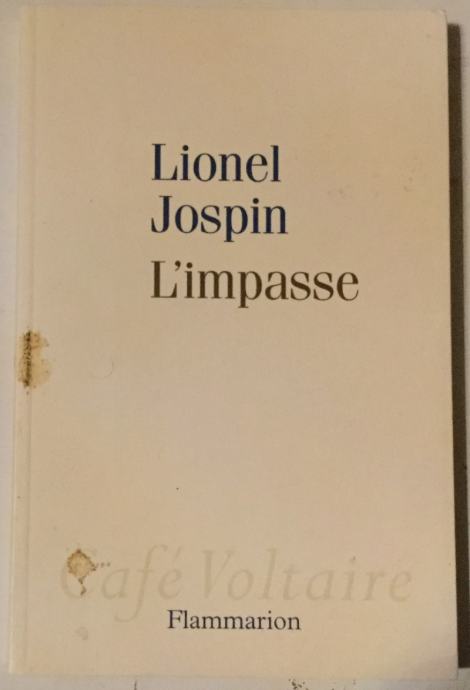 Lionel
Jospin
L'impasse
Café Voltaire
Flammarion